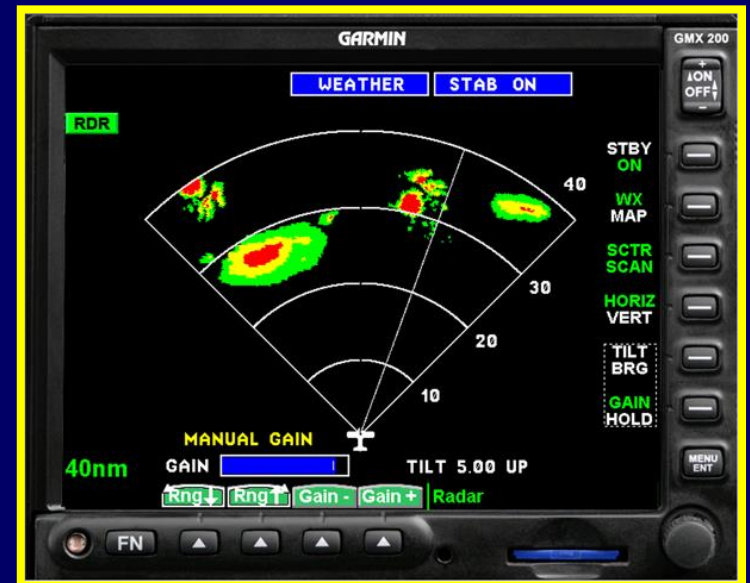 GARMIN
GMX 200
WEATHER
STAB ON
+
ON
OFF
-
RDR
STBY
ON
40
WX
MAP
SCTR
SCAN
30
HORIZ
VERT
20
TILT
BRG
10
GAIN
HOLD
MANUAL GAIN
40nm
GAIN
TILT 5.00 UP
MENU
ENT
Rng
Rng
Gain -
Gain +
Radar
FN